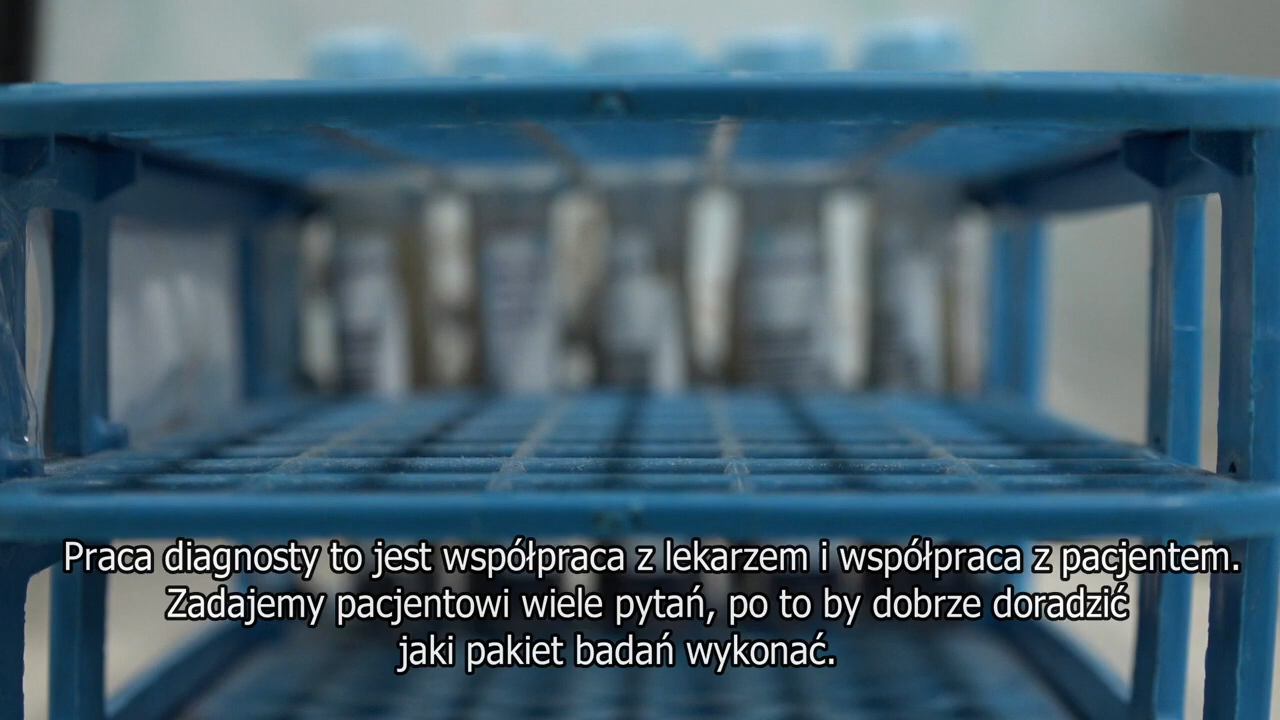 Praca diagnosty to jest współpraca z lekarzem i współpraca z pacjentem.
Zadajemy pacjentowi wiele pytań, po to by dobrze doradzić
jaki pakiet badań wykonać.